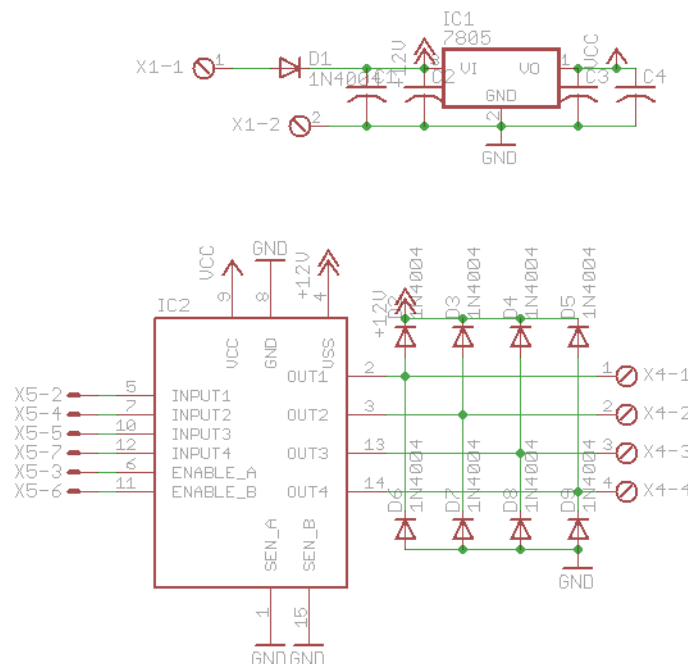 IC1
7805
X1-1
1
D1
1N4004
C1
+12V
C2
3
VI
VO
GND
1
VCC
C3
C4
X1-2
2
2
GND
VCC
GND
+12V
9
8
4
IC2
VCC
GND
VSS
+12V
D2
1N4004
D3
1N4004
D4
1N4004
D5
1N4004
OUT1
2
1
X4-1
X5-2
5
INPUT1
X5-4
7
INPUT2
OUT2
3
2
X4-2
X5-5
10
INPUT3
X5-7
12
INPUT4
OUT3
13
3
X4-3
X5-3
6
ENABLE_A
X5-6
11
ENABLE_B
OUT4
14
4
X4-4
D6
1N4004
D7
1N4004
D8
1N4004
D9
1N4004
SEN_A
SEN_B
GND
1
15
GND
GND